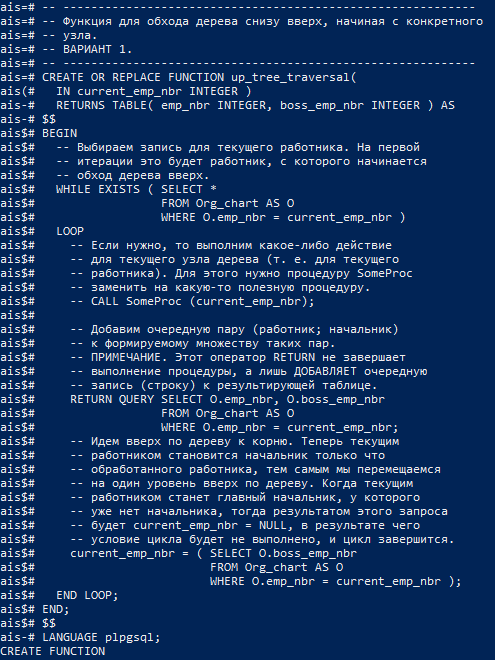 ais=# -- -----------------------------------------------------------
ais=# -- Функция для обхода дерева снизу вверх, начиная с конкретного
ais=# -- узла.
ais=# -- ВАРИАНТ 1.
ais=# -- -----------------------------------------------------------
ais=# CREATE OR REPLACE FUNCTION up_tree_traversal(
ais(#   IN current_emp_nbr INTEGER )
ais-#   RETURNS TABLE( emp_nbr INTEGER, boss_emp_nbr INTEGER ) AS
ais-# $$
ais$# BEGIN
ais$#   -- Выбираем запись для текущего работника. На первой
ais$#   -- итерации это будет работник, с которого начинается
ais$#   -- обход дерева вверх.
ais$#   WHILE EXISTS ( SELECT *
ais$#                  FROM Org_chart AS O
ais$#                  WHERE O.emp_nbr = current_emp_nbr )
ais$#   LOOP
ais$#     -- Если нужно, то выполним какое-либо действие
ais$#     -- для текущего узла дерева (т. е. для текущего
ais$#     -- работника). Для этого нужно процедуру SomeProc
ais$#     -- заменить на какую-то полезную процедуру.
ais$#     -- CALL SomeProc (current_emp_nbr);
ais$#
ais$#     -- Добавим очередную пару (работник; начальник)
ais$#     -- к формируемому множеству таких пар.
ais$#     -- ПРИМЕЧАНИЕ. Этот оператор RETURN не завершает
ais$#     -- выполнение процедуры, а лишь ДОБАВЛЯЕТ очередную
ais$#     -- запись (строку) к результирующей таблице.
ais$#     RETURN QUERY SELECT O.emp_nbr, O.boss_emp_nbr
ais$#                  FROM Org_chart AS O
ais$#                  WHERE O.emp_nbr = current_emp_nbr;
ais$#     -- Идем вверх по дереву к корню. Теперь текущим
ais$#     -- работником становится начальник только что
ais$#     -- обработанного работника, тем самым мы перемещаемся
ais$#     -- на один уровень вверх по дереву. Когда текущим
ais$#     -- работником станет главный начальник, у которого
ais$#     -- уже нет начальника, тогда результатом этого запроса
ais$#     -- будет current_emp_nbr = NULL, в результате чего
ais$#     -- условие цикла будет не выполнено, и цикл завершится.
ais$#     current_emp_nbr = ( SELECT O.boss_emp_nbr
ais$#                         FROM Org_chart AS O
ais$#                         WHERE O.emp_nbr = current_emp_nbr );
ais$#   END LOOP;
ais$# END;
ais$# $$
ais-# LANGUAGE plpgsql;
CREATE FUNCTION